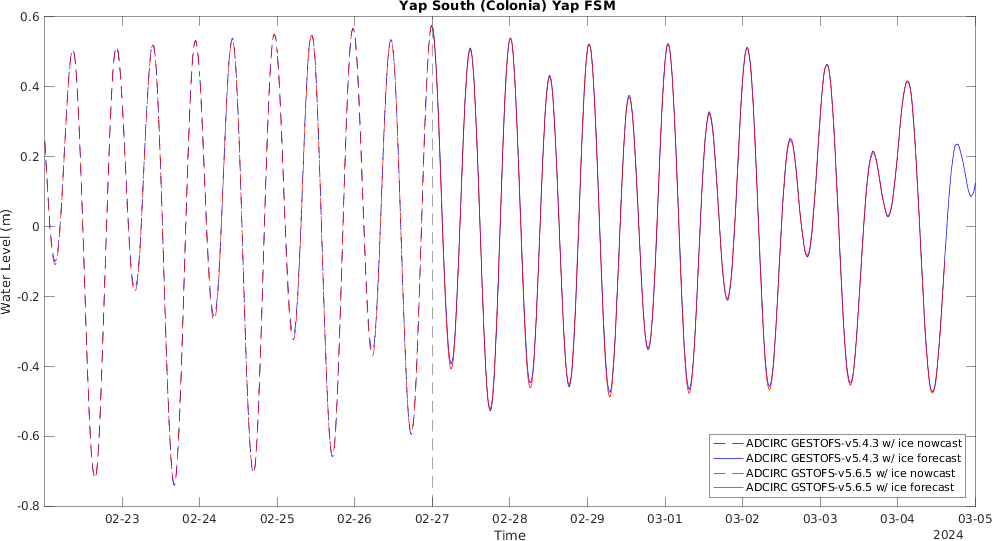 Yap South (Colonia) Yap FSM
0.6
0.4
0.2
0
-0.2
-0.4
-0.6
-0.8
Water Level (m)
ADCIRC GESTOFS-v5.4.3 w/ ice nowcast
ADCIRC GESTOFS-v5.4.3 w/ ice forecast
ADCIRC GSTOFS-v5.6.5 w/ ice nowcast
ADCIRC GSTOFS-v5.6.5 w/ ice forecast
02-23 02-24 02-25 02-26 02-27 02-28 02-29 03-01 03-02 03-03 03-04 03-05
Time
2024